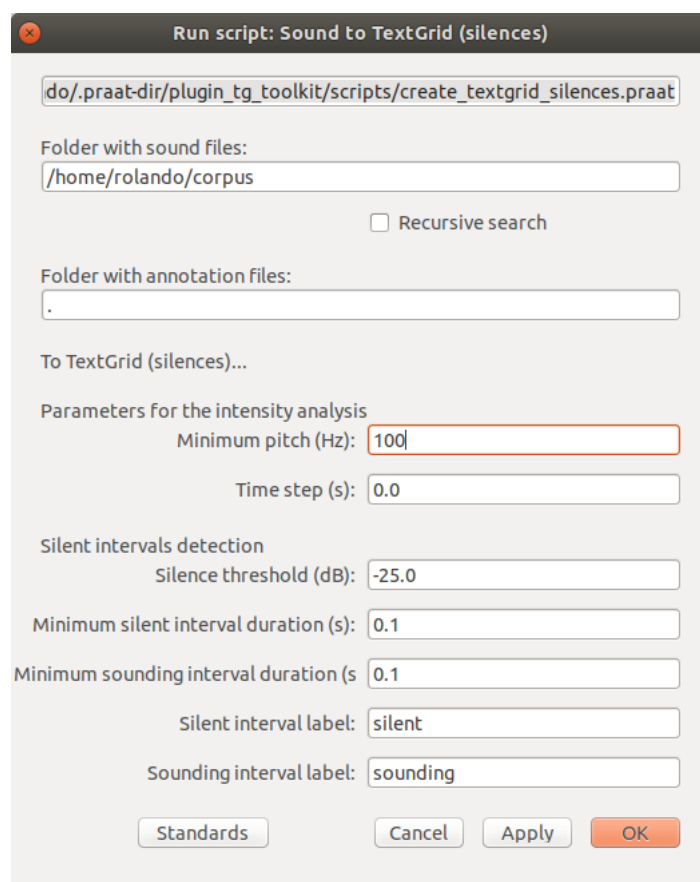 Run script: Sound to TextGrid (silences)
do/.praat-dir/plugin_tg_toolkit/scripts/create_textgrid_silences.praat
Folder with sound files:
/home/rolando/corpus
Recursive search
Folder with annotation files:
.
To TextGrid (silences)...
Parameters for the intensity analysis
Minimum pitch (Hz): 100
Time step (s): 0.0
Silent intervals detection
Silence threshold (dB): -25.0
Minimum silent interval duration (s): 0.1
Minimum sounding interval duration (s 0.1
Silent interval label: silent
Sounding interval label: sounding
Standards Cancel Apply OK